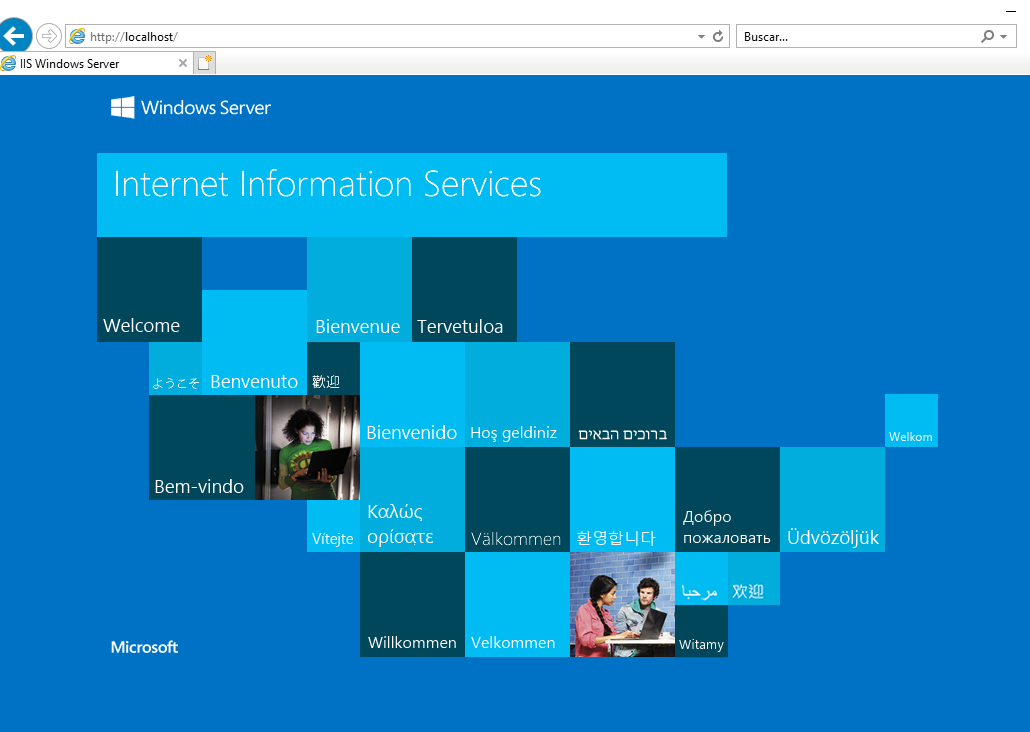 http://localhost/
Buscar...
IIS Windows Server
Windows Server
Internet Information Services
Welcome
Bienvenue
Tervetuloa
ようこそ
Benvenuto
歡迎
Bienvenido
Hoş geldiniz
ברוכים הבאים
Welkom
Bem-vindo
Vítejte
Καλώς
ορίσατε
Välkommen
환영합니다
Добро
пожаловать
Üdvözöljük
مرحبا
欢迎
Willkommen
Velkommen
Witamy
Microsoft